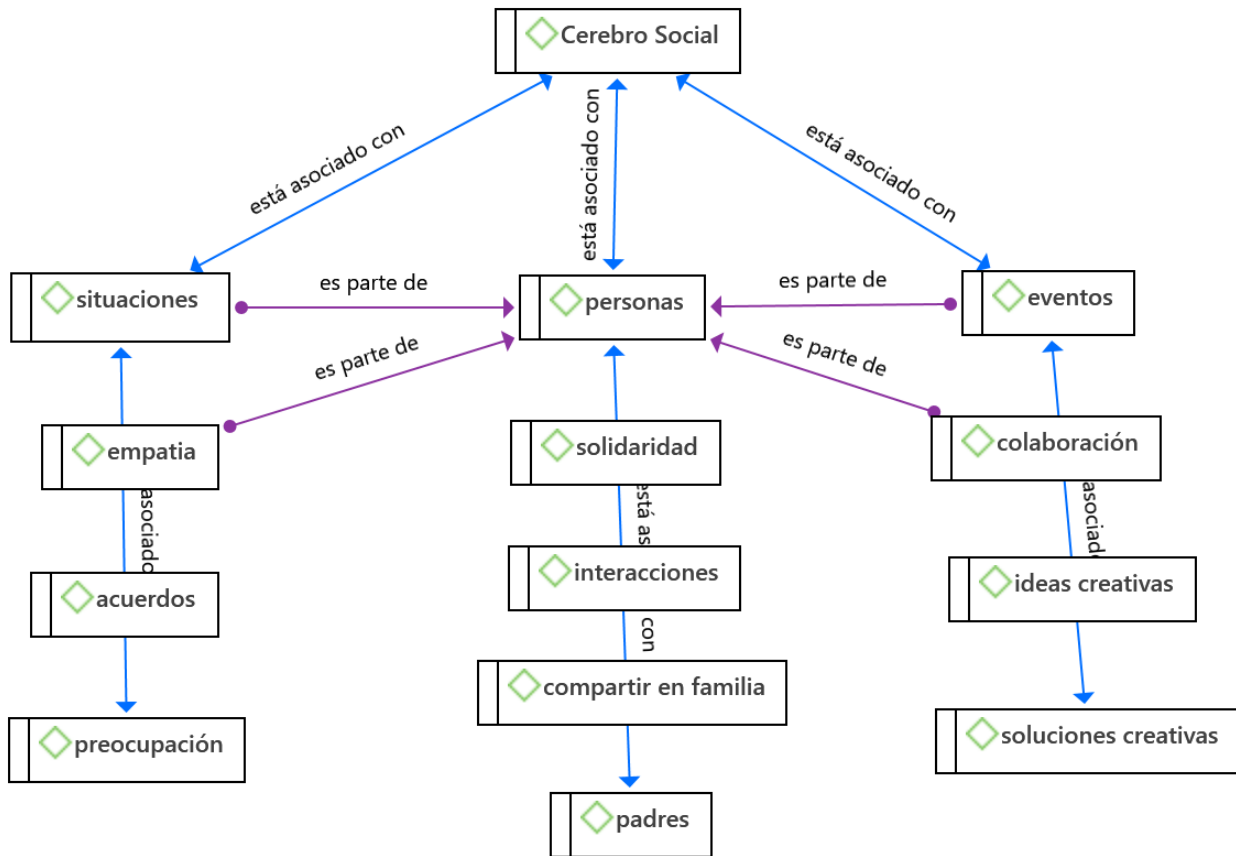 Cerebro Social
está asociado con
está asociado con
está asociado con
situaciones
es parte de
personas
es parte de
eventos
es parte de
es parte de
empatia
solidaridad
colaboración
asociado
está as
asociado
acuerdos
interacciones
ideas creativas
con
compartir en familia
preocupación
soluciones creativas
padres